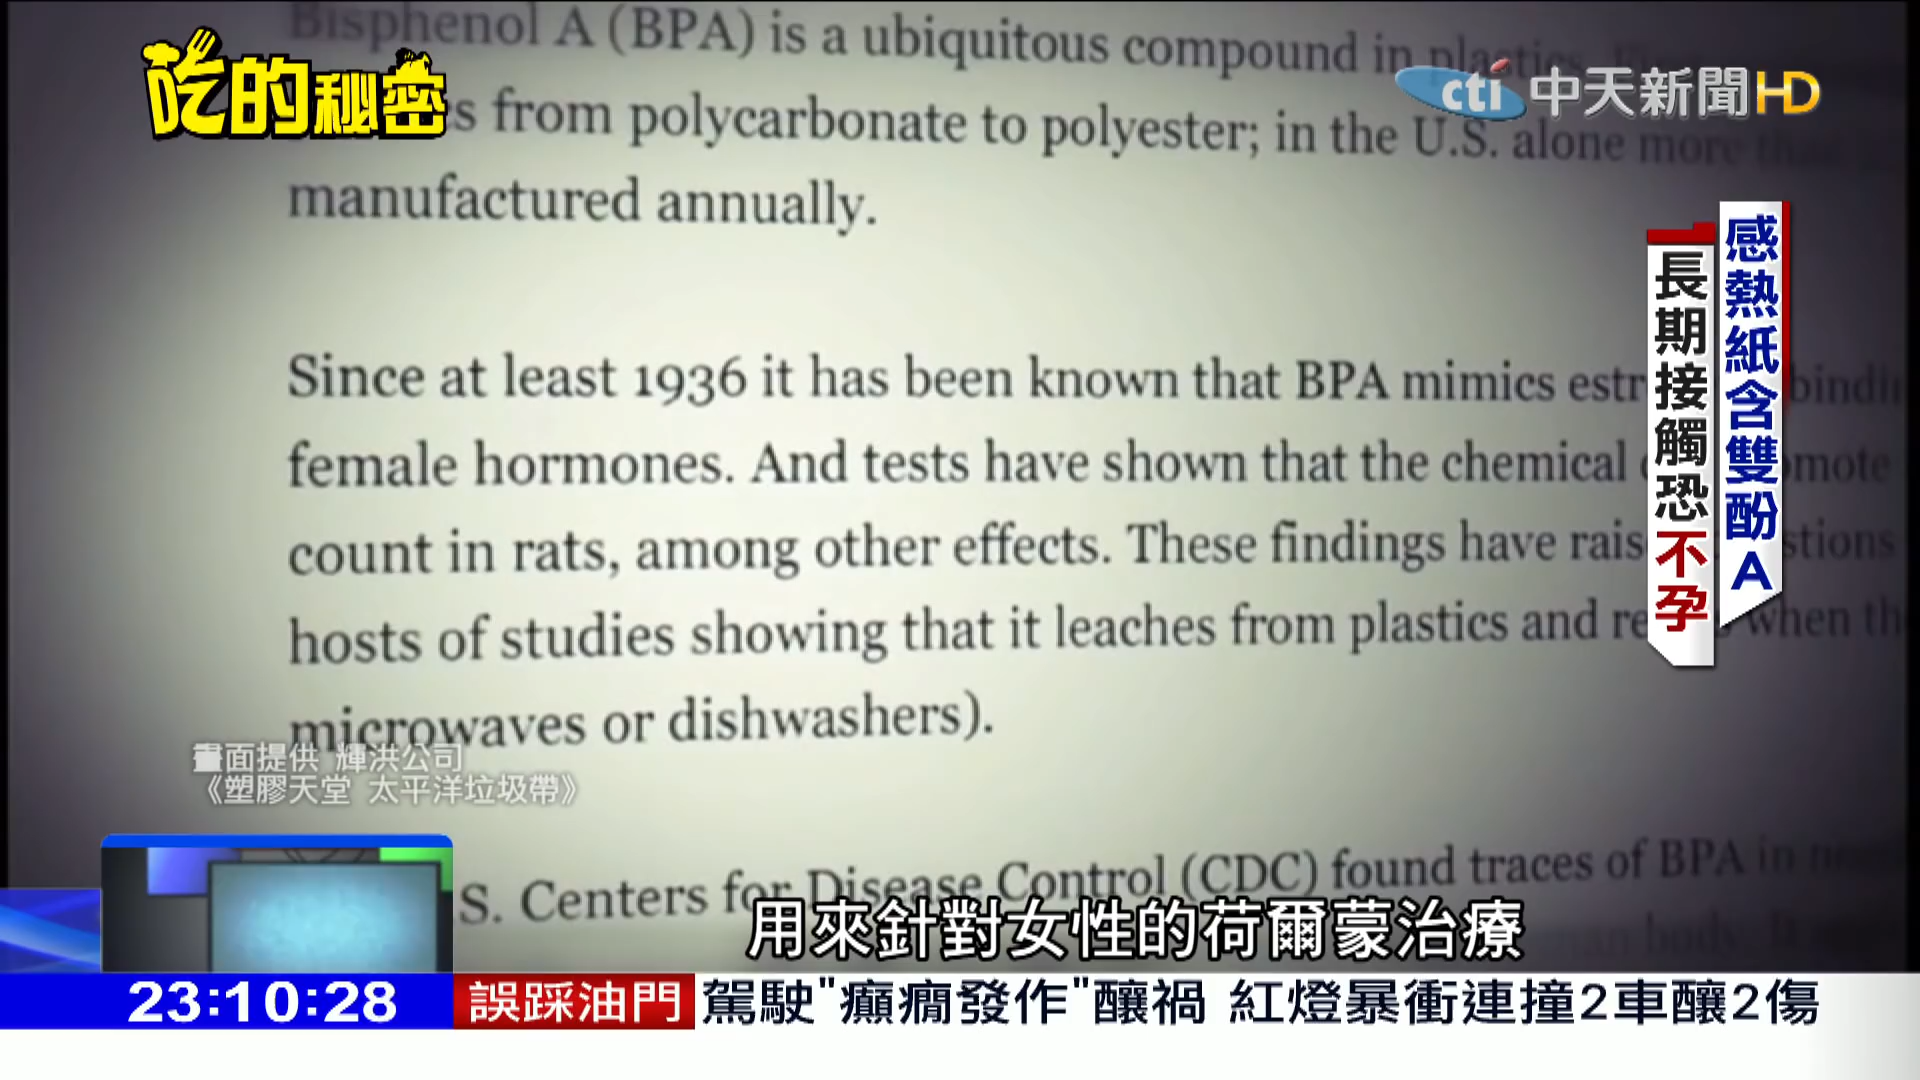 Bisphenol A (BPA) is a ubiquitous compound in plastics.
吃的秘密
cti 中天新聞HD
from polycarbonate to polyester; in the U.S. alone more than
manufactured annually.
感熱紙含雙酚A
長期接觸恐不孕
Since at least 1936 it has been known that BPA mimics
female hormones. And tests have shown that the chemical
count in rats, among other effects. These findings have
hosts of studies showing that it leaches from plastics and when
microwaves or dishwashers).
畫面提供 輝洪公司
《塑膠天堂 太平洋垃圾帶》
S. Centers for Disease Control (CDC) found traces of BPA in
用來針對女性的荷爾蒙治療
23:10:28
誤踩油門 駕駛"癲癇發作"釀禍 紅燈暴衝連撞2車釀2傷